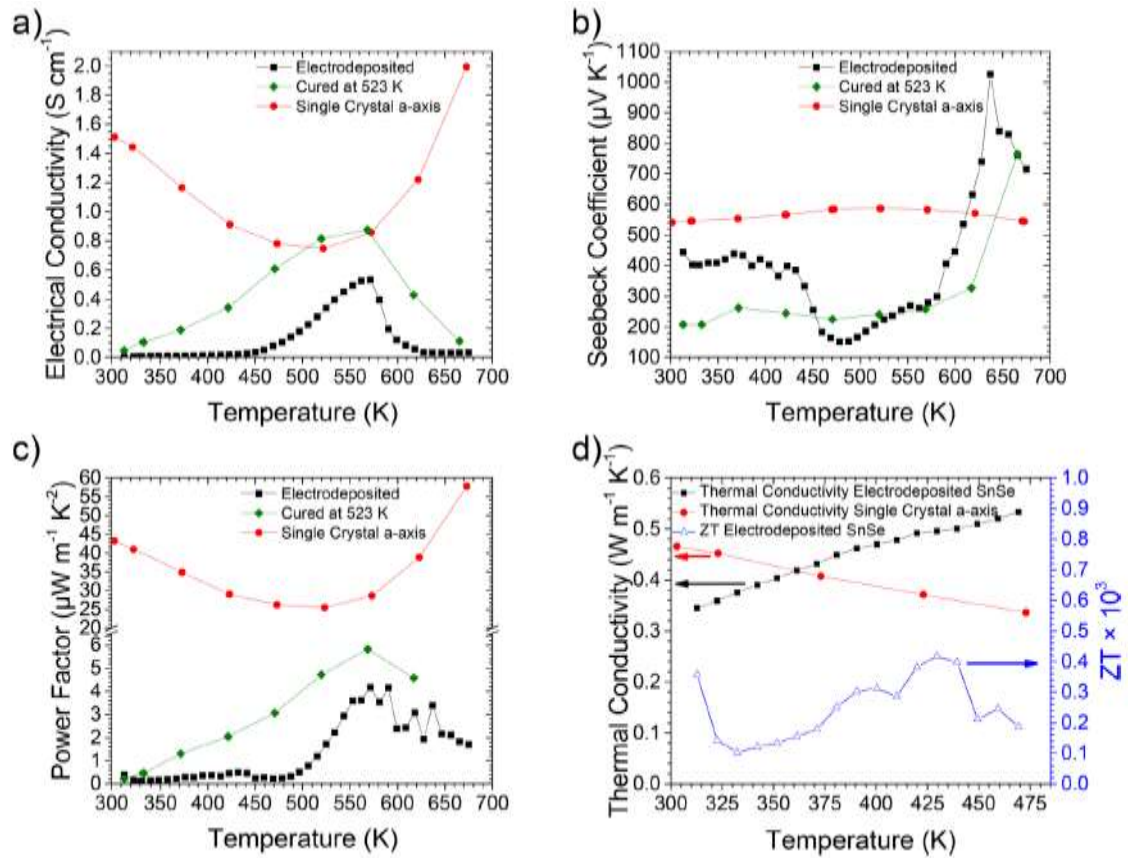 a)
Electrical Conductivity (S cm⁻¹)
2.0
1.8
1.6
1.4
1.2
1.0
0.8
0.6
0.4
0.2
0.0
Electrodeposited
Cured at 523 K
Single Crystal a-axis
300 350 400 450 500 550 600 650 700
Temperature (K)
b)
Seebeck Coefficient (µV K⁻¹)
1100
1000
900
800
700
600
500
400
300
200
100
Electrodeposited
Cured at 523 K
Single Crystal a-axis
300 350 400 450 500 550 600 650 700
Temperature (K)
c)
Power Factor (µW m⁻¹ K⁻²)
60
55
50
45
40
35
30
25
20
6
5
4
3
2
1
0
Electrodeposited
Cured at 523 K
Single Crystal a-axis
300 350 400 450 500 550 600 650 700
Temperature (K)
d)
Thermal Conductivity (W m⁻¹ K⁻¹)
0.6
0.5
0.4
0.3
0.2
0.1
0.0
Thermal Conductivity Electrodeposited SnSe
Thermal Conductivity Single Crystal a-axis
ZT Electrodeposited SnSe
1.0
0.9
0.8
0.7
0.6
0.5
0.4
0.3
0.2
0.1
0.0
ZT × 10³
300 325 350 375 400 425 450 475
Temperature (K)